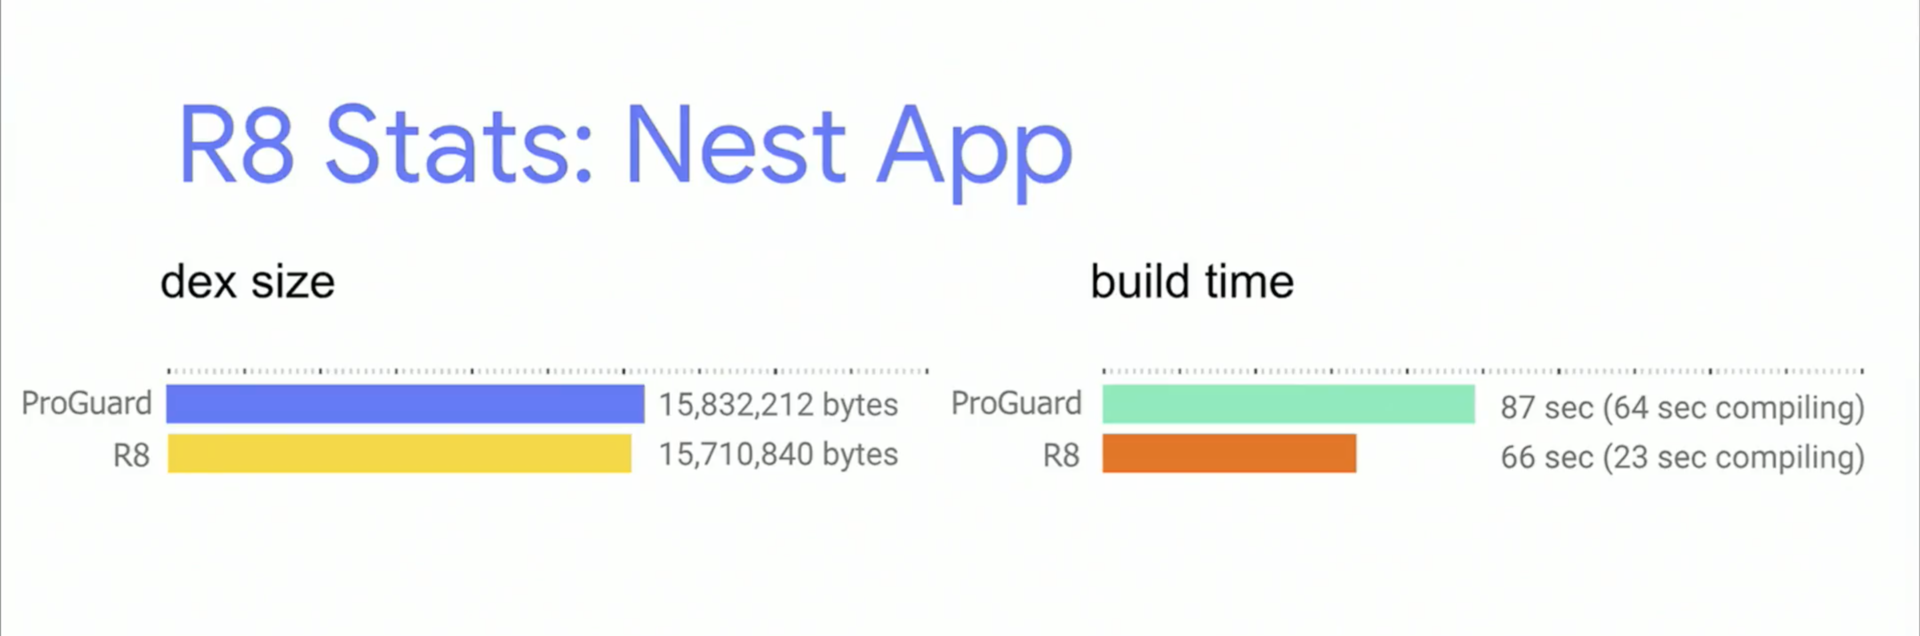 R8 Stats: Nest App
dex size
ProGuard 15,832,212 bytes
R8 15,710,840 bytes
build time
ProGuard 87 sec (64 sec compiling)
R8 66 sec (23 sec compiling)